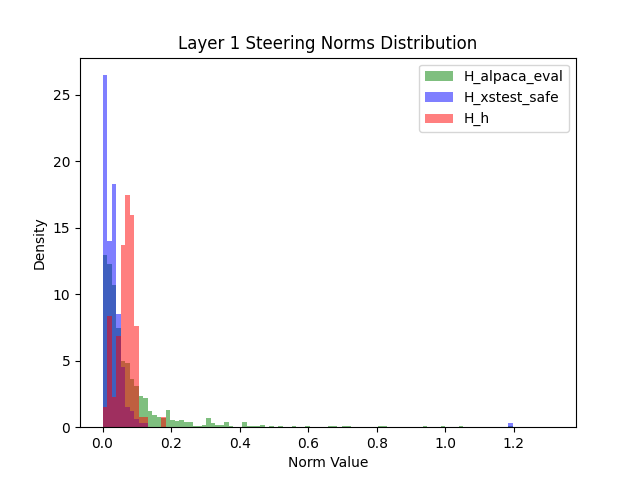 Layer 1 Steering Norms Distribution
H_alpaca_eval
H_xstest_safe
H_h
25
20
15
10
5
0
Density
0.0 0.2 0.4 0.6 0.8 1.0 1.2
Norm Value